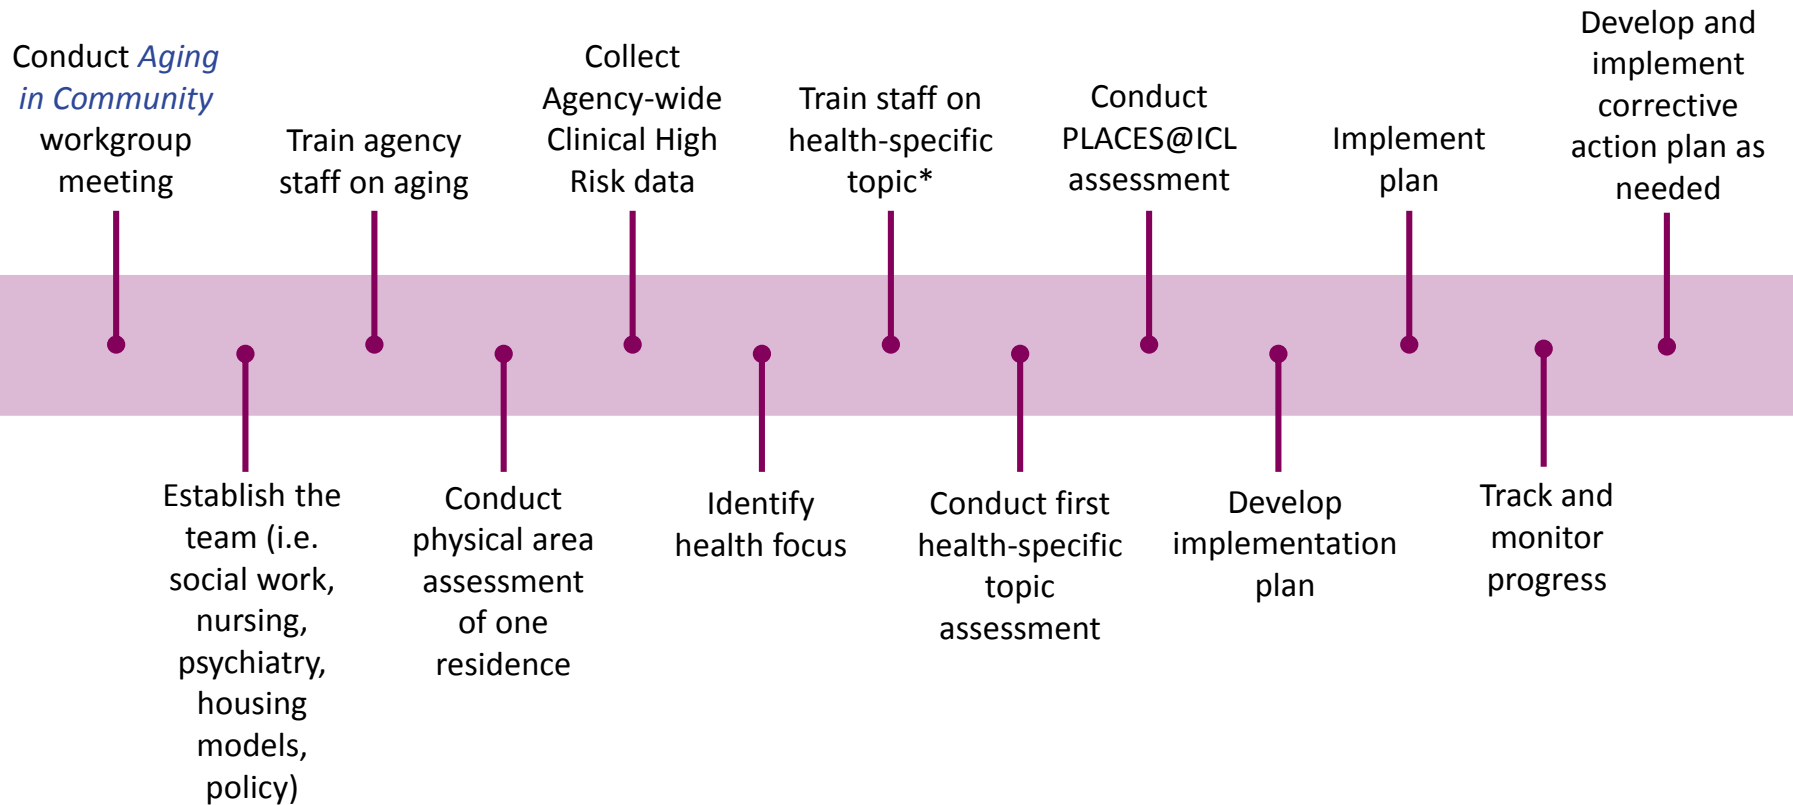 Conduct Aging
in Community
workgroup
meeting
Establish the
team (i.e.
social work,
nursing,
psychiatry,
housing
models,
policy)
Train agency
staff on aging
Conduct
physical area
assessment
of one
residence
Collect
Agency-wide
Clinical High
Risk data
Identify
health focus
Train staff on
health-specific
topic*
Conduct first
health-specific
topic
assessment
Conduct
PLACES@ICL
assessment
Develop
implementation
plan
Implement
plan
Track and
monitor
progress
Develop and
implement
corrective
action plan as
needed